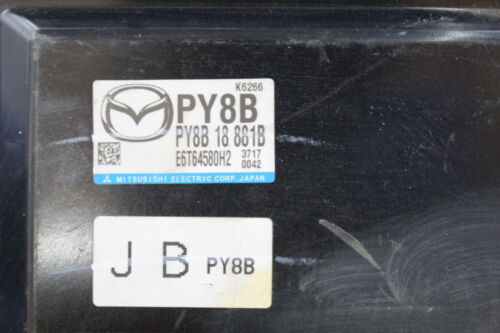 K6266
PY8B
PY8B 18 881B
E6T64580H2 3717
0042
MITSUBISHI ELECTRIC CORP. JAPAN
J B PY8B